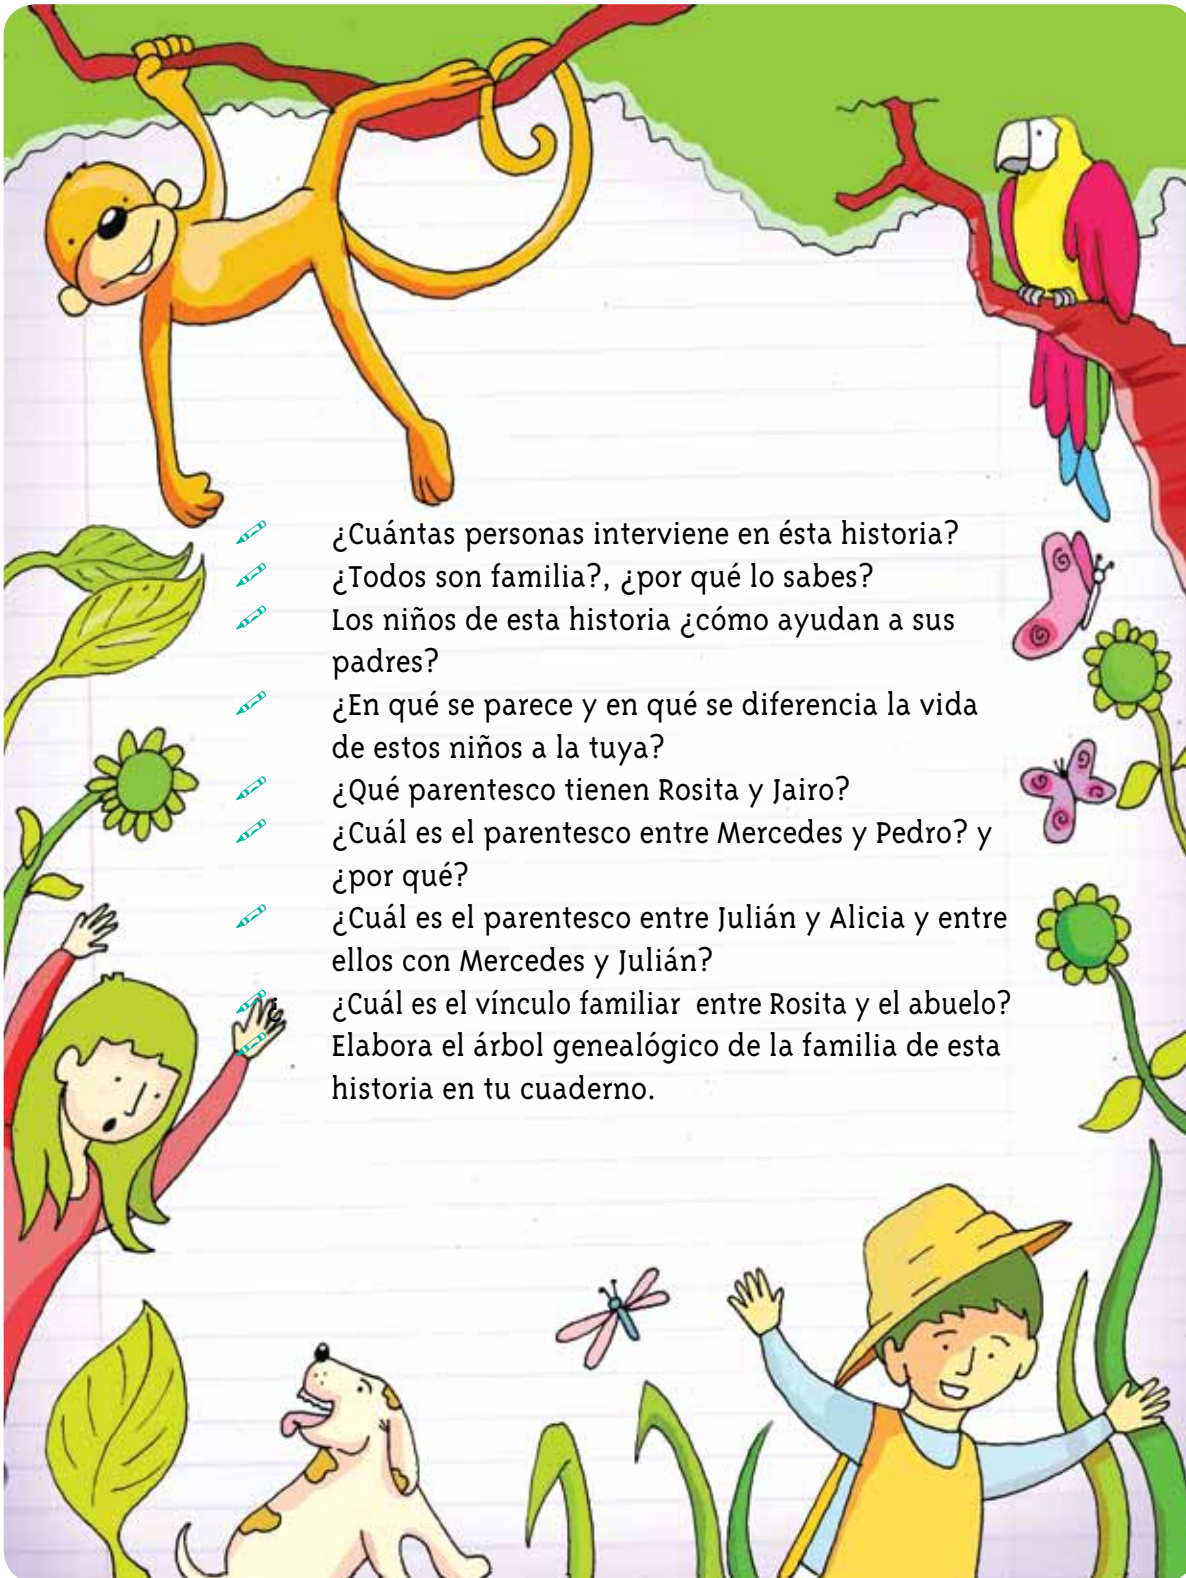 ¿Cuántas personas interviene en ésta historia?
¿Todos son familia?, ¿por qué lo sabes?
Los niños de esta historia ¿cómo ayudan a sus
padres?
¿En qué se parece y en qué se diferencia la vida
de estos niños a la tuya?
¿Qué parentesco tienen Rosita y Jairo?
¿Cuál es el parentesco entre Mercedes y Pedro? y
¿por qué?
¿Cuál es el parentesco entre Julián y Alicia y entre
ellos con Mercedes y Julián?
¿ ¿Cuál es el vínculo familiar entre Rosita y el abuelo?
Elabora el árbol genealógico de la familia de esta
historia en tu cuaderno.